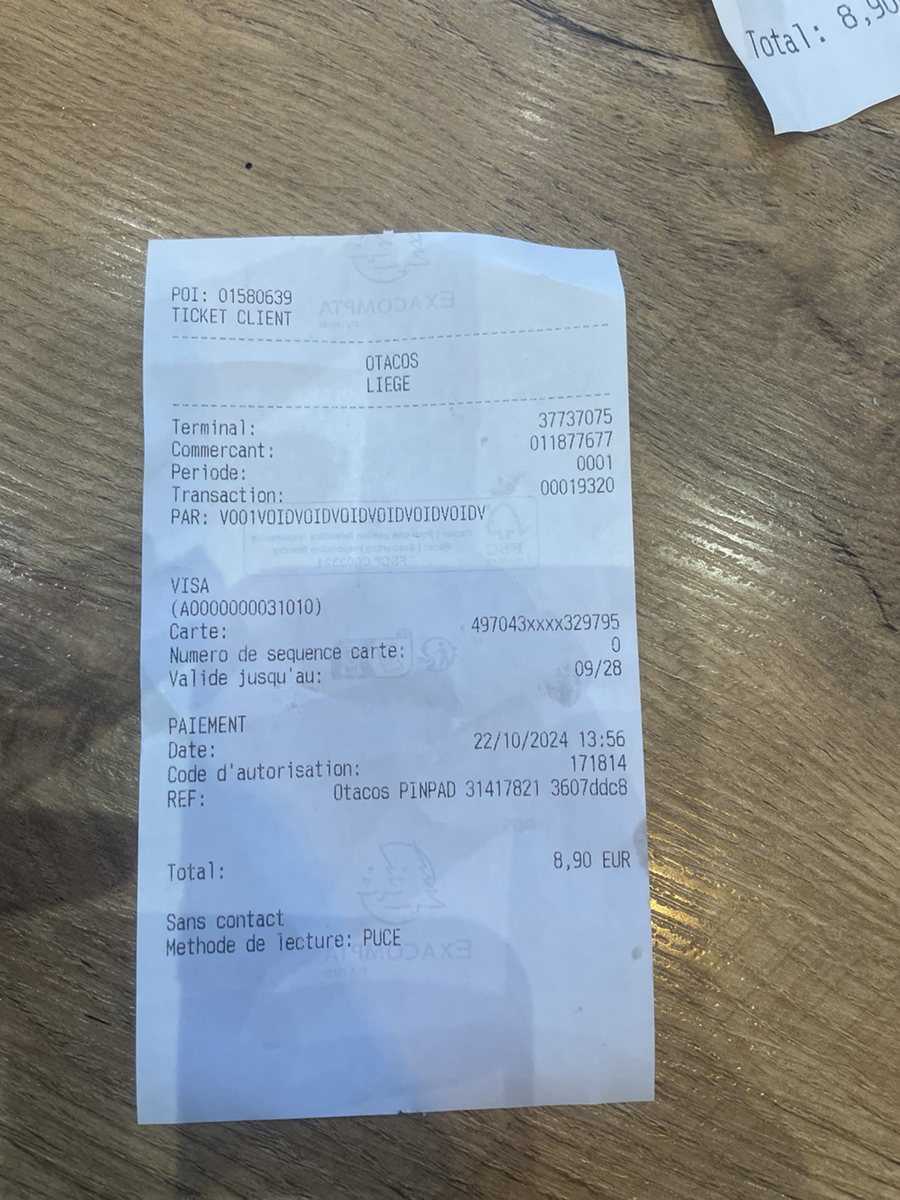 Total: 8,90
POI: 01580639
TICKET CLIENT
OTACOS
LIEGE
Terminal: 37737075
Commercant: 011877677
Periode: 0001
Transaction: 00019320
PAR: V001VOIDVOIDVOIDVOIDVOIDVOIDV
VISA
(A0000000031010)
Carte: 497043xxxx329795
Numero de sequence carte: 0
Valide jusqu'au: 09/28
PAIEMENT
Date: 22/10/2024 13:56
Code d'autorisation: 171814
REF: Otacos PINPAD 31417821 3607ddc8
Total: 8,90 EUR
Sans contact
Methode de lecture: PUCE
EXACOMPTA
PARIS